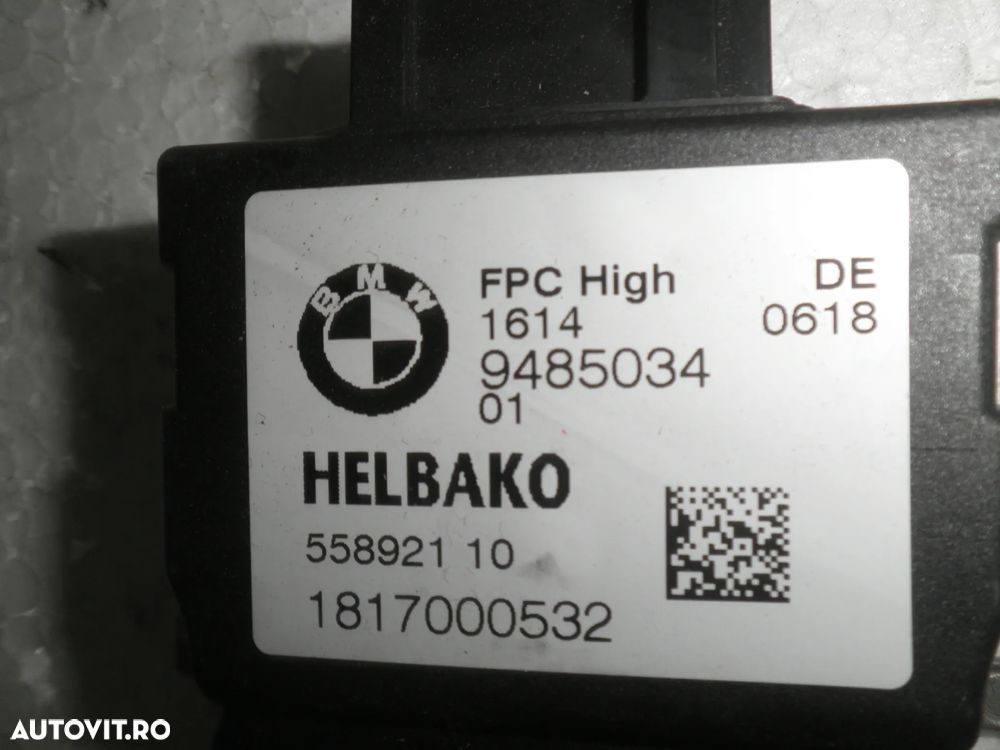 BMW
FPC High DE
1614 0618
9485034
01
HELBAKO
558921 10
1817000532
AUTOVIT.RO